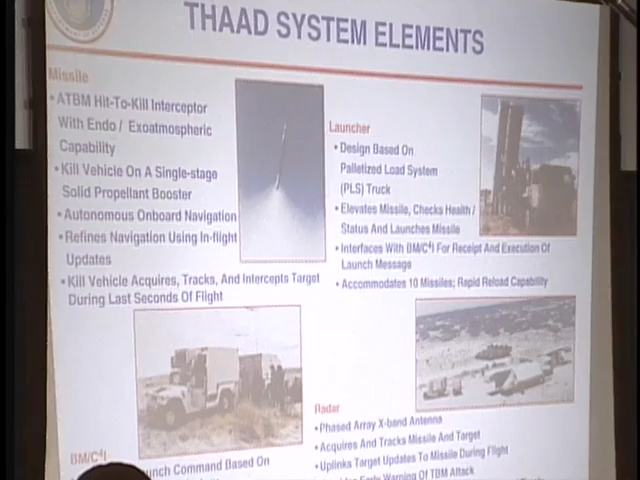 THAAD SYSTEM ELEMENTS
Missile
• ATBM Hit-To-Kill Interceptor
With Endo / Exoatmospheric
Capability
• Kill Vehicle On A Single-stage
Solid Propellant Booster
• Autonomous Onboard Navigation
• Refines Navigation Using In-flight
Updates
• Kill Vehicle Acquires, Tracks, And Intercepts Target
During Last Seconds Of Flight
Launcher
• Design Based On
Palletized Load System
(PLS) Truck
• Elevates Missile, Checks Health /
Status And Launches Missile
• Interfaces With BM/C⁴I For Receipt And Execution Of
Launch Message
• Accommodates 10 Missiles; Rapid Reload Capability
BM/C⁴I
unch Command Based On
Radar
• Phased Array X-band Antenna
• Acquires And Tracks Missile And Target
• Uplinks Target Updates To Missile During Flight
Early Warning Of TBM Attack